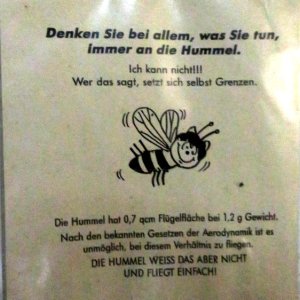 Denken Sie bei allem, was Sie tun,
immer an die Hummel.
Ich kann nicht!!!
Wer das sagt, setzt sich selbst Grenzen.
Die Hummel hat 0,7 qcm Flügelfläche bei 1,2 g Gewicht.
Nach den bekannten Gesetzen der Aerodynamik ist es
unmöglich, bei diesem Verhältnis zu fliegen.
DIE HUMMEL WEISS DAS ABER NICHT
UND FLIEGT EINFACH!